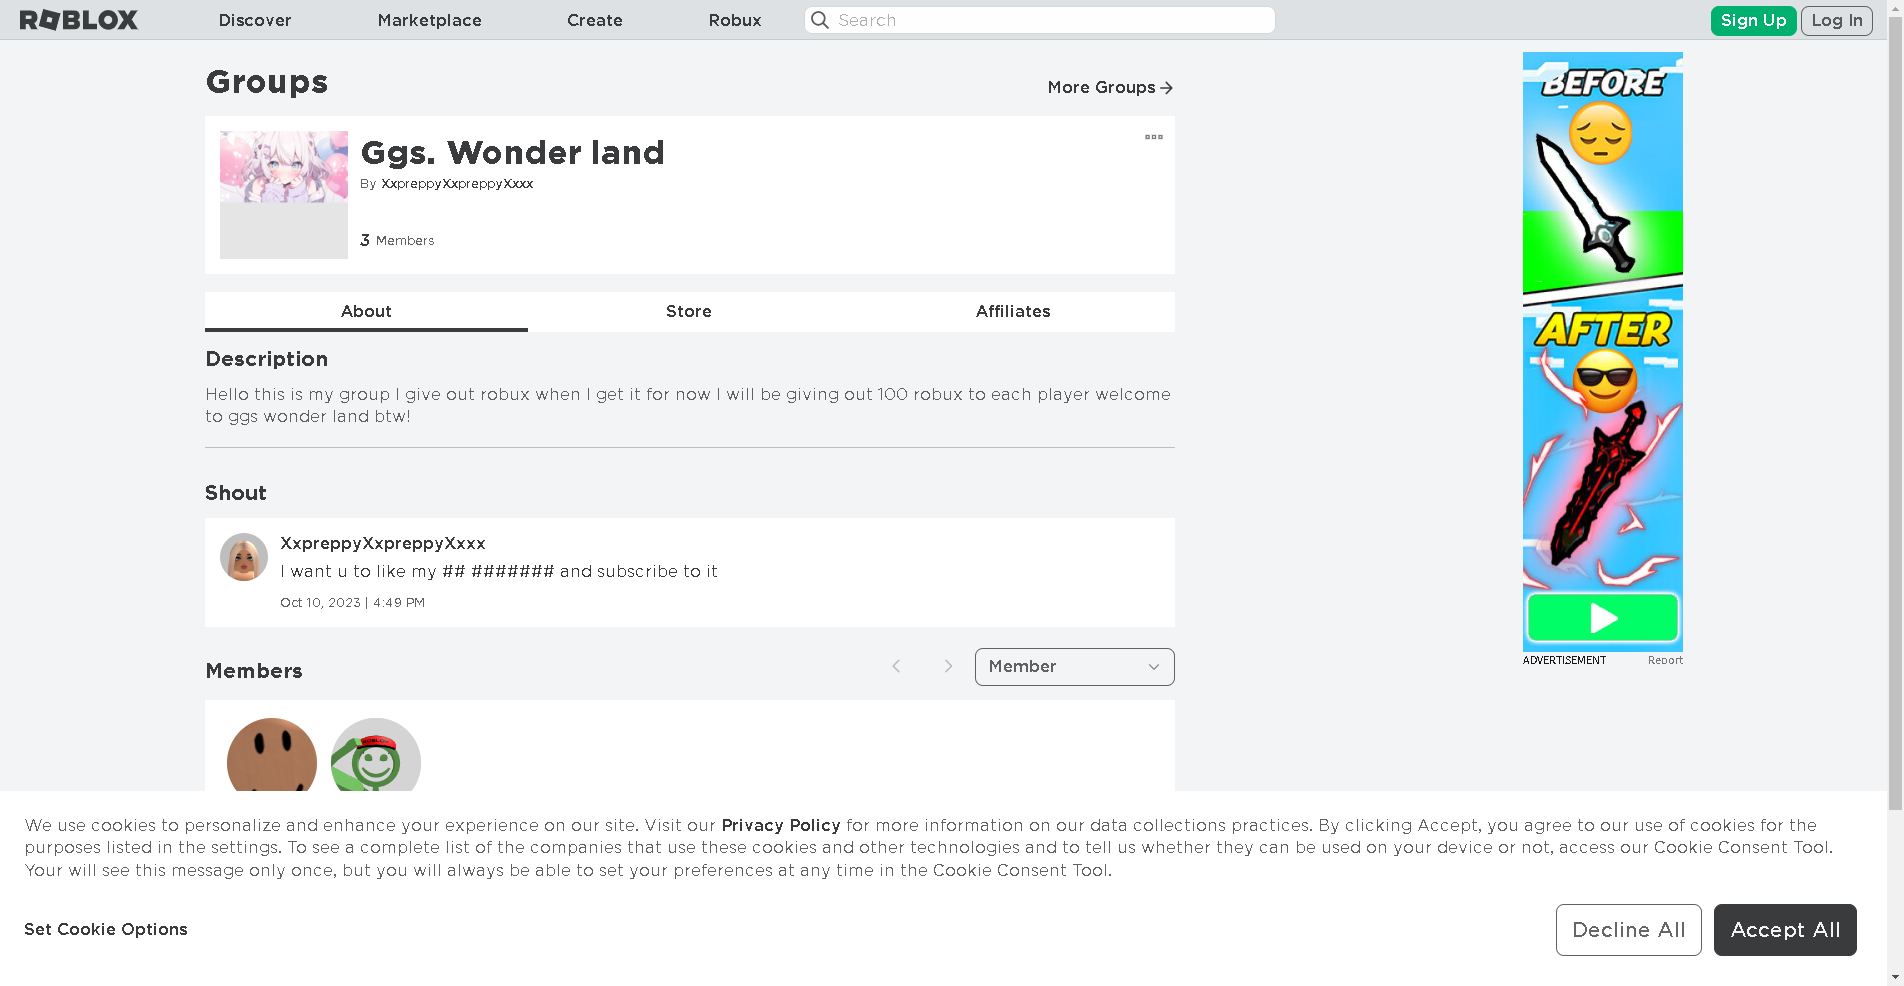 ROBLOX
Discover
Marketplace
Create
Robux
Search
Sign Up
Log In
Groups
More Groups
Ggs. Wonder land
By XxpreppyXxpreppyXxxx
3 Members
About
Store
Affiliates
Description
Hello this is my group I give out robux when I get it for now I will be giving out 100 robux to each player welcome
to ggs wonder land btw!
Shout
XxpreppyXxpreppyXxxx
I want u to like my ## ####### and subscribe to it
Oct 10, 2023 | 4:49 PM
Members
Member
BEFORE
AFTER
ADVERTISEMENT
Report
ROBLOX
We use cookies to personalize and enhance your experience on our site. Visit our Privacy Policy for more information on our data collections practices. By clicking Accept, you agree to our use of cookies for the
purposes listed in the settings. To see a complete list of the companies that use these cookies and other technologies and to tell us whether they can be used on your device or not, access our Cookie Consent Tool.
Your will see this message only once, but you will always be able to set your preferences at any time in the Cookie Consent Tool.
Set Cookie Options
Decline All
Accept All